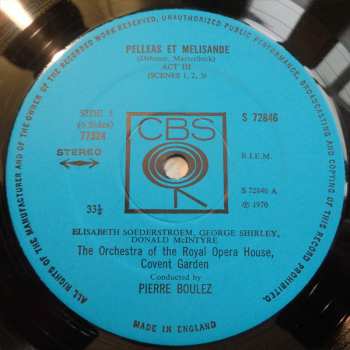 PELLEAS ET MELISANDE
(Debussy, Maeterlinck)
ACT III
(SCENES 1, 2, 3)
(6 Sides)
77324
STEREO
S 72846
CBS
B.I.E.M.
S 72846 A
℗ 1970
33⅓
ELISABETH SOEDERSTROEM, GEORGE SHIRLEY,
DONALD McINTYRE
The Orchestra of the Royal Opera House,
Covent Garden
Conducted by
PIERRE BOULEZ
MADE IN ENGLAND
ALL RIGHTS OF THE MANUFACTURER AND OF THE OWNER OF THE RECORDED WORK RESERVED. UNAUTHORIZED PUBLIC PERFORMANCE, BROADCASTING AND COPYING OF THIS RECORD PROHIBITED